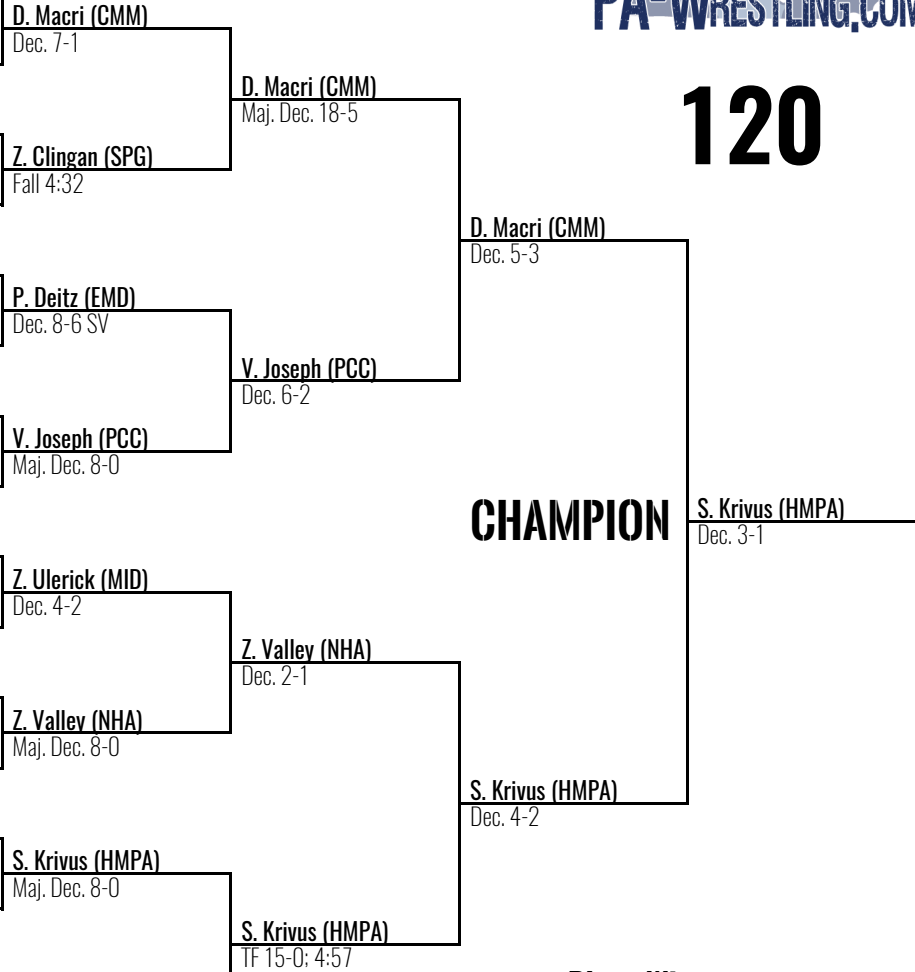 PA-WRESTLING.COM
120
D. Macri (CMM)
Dec. 7-1
D. Macri (CMM)
Maj. Dec. 18-5
Z. Clingan (SPG)
Fall 4:32
D. Macri (CMM)
Dec. 5-3
P. Deitz (EMD)
Dec. 8-6 SV
V. Joseph (PCC)
Dec. 6-2
V. Joseph (PCC)
Maj. Dec. 8-0
CHAMPION
S. Krivus (HMPA)
Dec. 3-1
Z. Ulerick (MID)
Dec. 4-2
Z. Valley (NHA)
Dec. 2-1
Z. Valley (NHA)
Maj. Dec. 8-0
S. Krivus (HMPA)
Dec. 4-2
S. Krivus (HMPA)
Maj. Dec. 8-0
S. Krivus (HMPA)
TF 15-0; 4:57